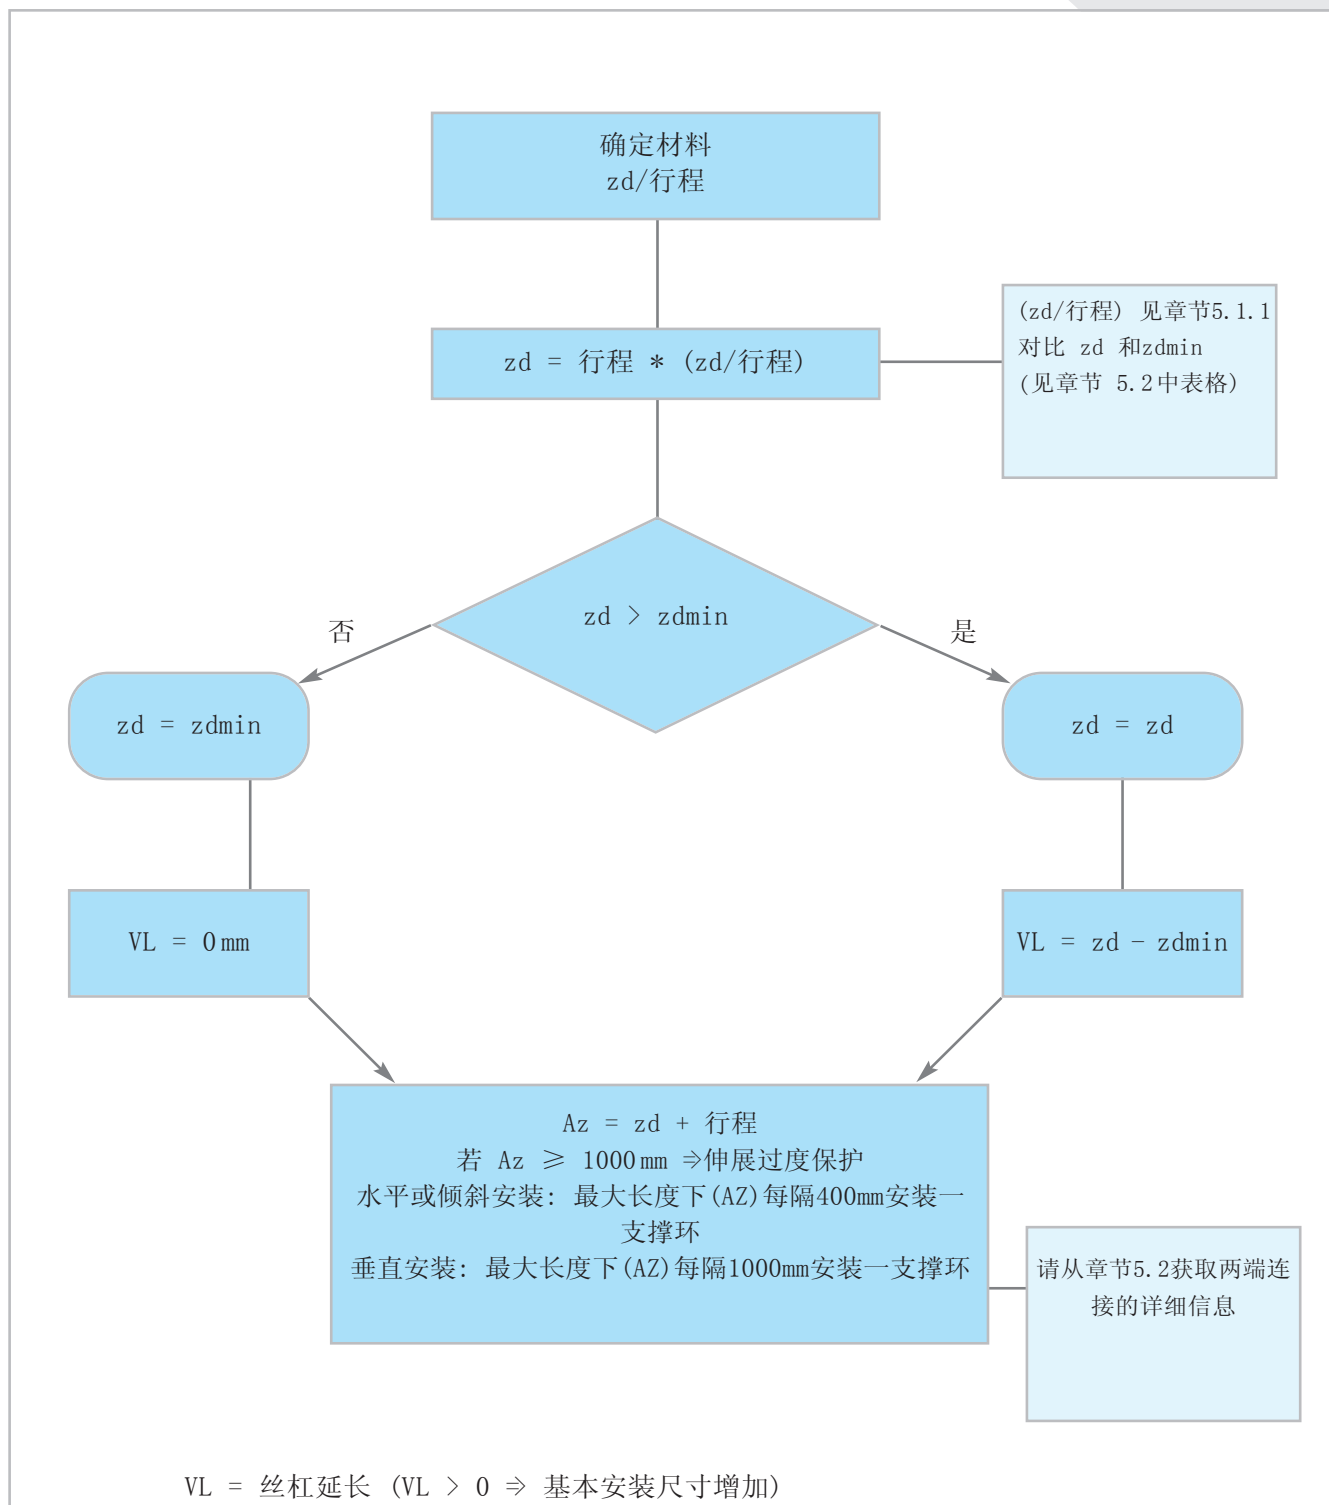 确定材料
zd/行程
zd = 行程 * (zd/行程)
(zd/行程) 见章节5.1.1
对比 zd 和zdmin
(见章节 5.2中表格)
zd > zdmin
否
是
zd = zdmin
zd = zd
VL = 0mm
VL = zd - zdmin
Az = zd + 行程
若 Az ≥ 1000mm ⇒伸展过度保护
水平或倾斜安装: 最大长度下(AZ)每隔400mm安装一
支撑环
垂直安装: 最大长度下(AZ)每隔1000mm安装一支撑环
请从章节5.2获取两端连
接的详细信息
VL = 丝杠延长 (VL > 0 ⇒ 基本安装尺寸增加)